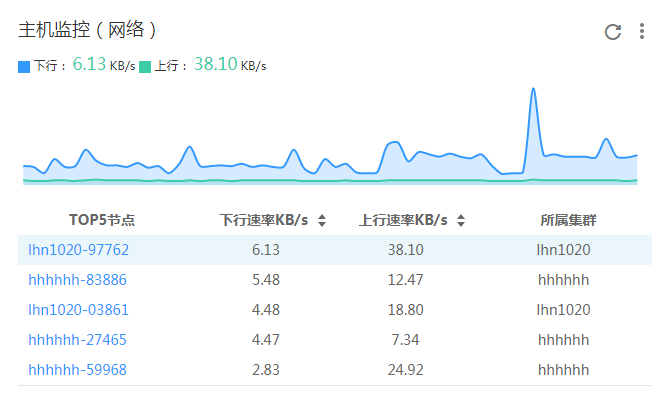 主机监控（网络）
下行： 6.13 KB/s 上行： 38.10 KB/s
TOP5节点 下行速率KB/s 上行速率KB/s 所属集群
lhn1020-97762 6.13 38.10 lhn1020
hhhhhh-83886 5.48 12.47 hhhhhh
lhn1020-03861 4.48 18.80 lhn1020
hhhhhh-27465 4.47 7.34 hhhhhh
hhhhhh-59968 2.83 24.92 hhhhhh